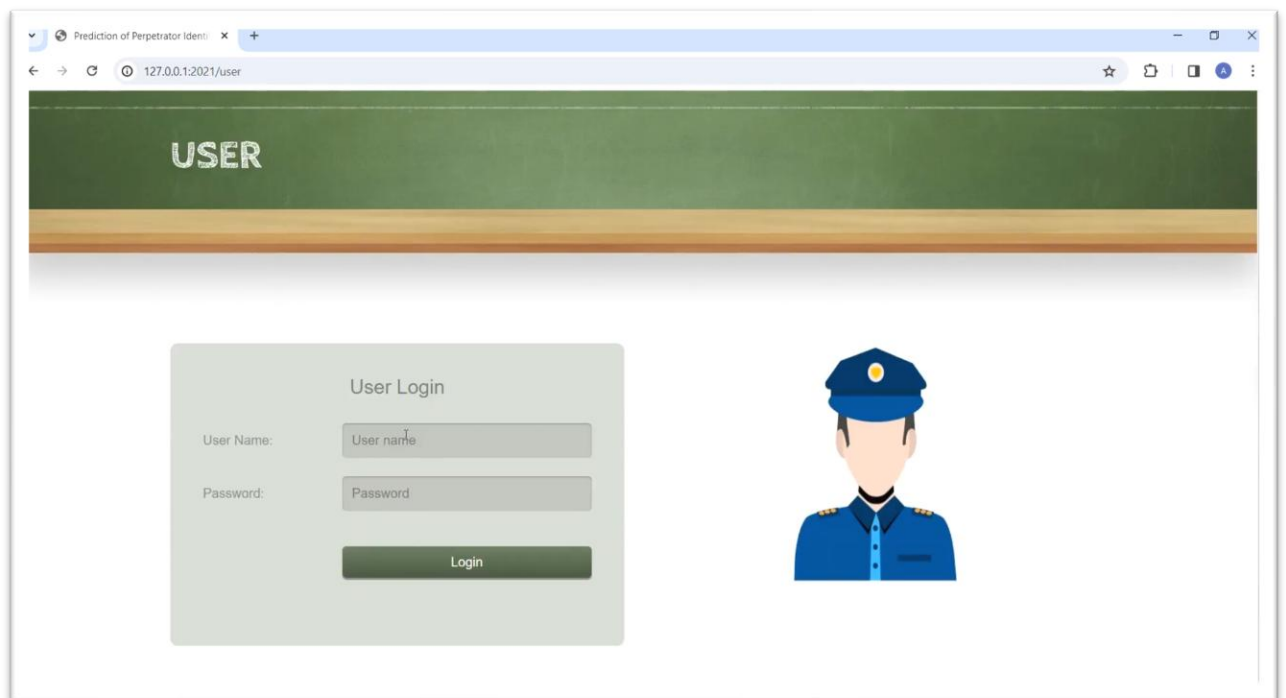 Prediction of Perpetrator Identi
127.0.0.1:2021/user
A
USER
User Login
User Name:
User name
Password:
Password
Login